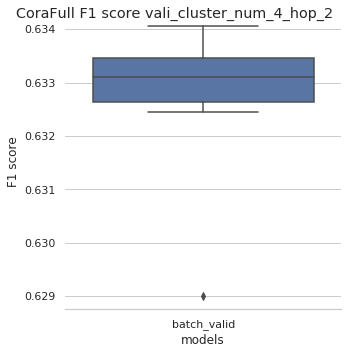 CoraFull F1 score vali_cluster_num_4_hop_2
0.634
0.633
0.632
0.631
0.630
0.629
F1 score
batch_valid
models